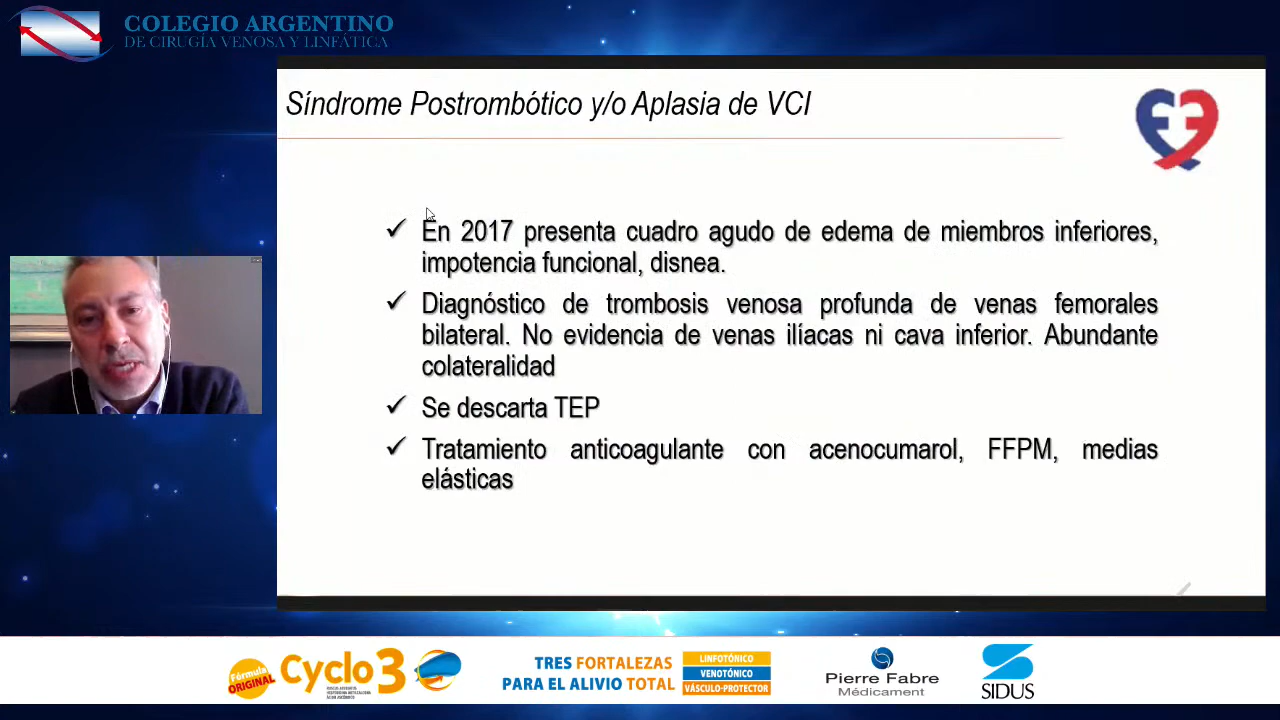 COLEGIO ARGENTINO
DE CIRUGÍA VENOSA Y LINFÁTICA
Síndrome Postrombótico y/o Aplasia de VCI
En 2017 presenta cuadro agudo de edema de miembros inferiores,
impotencia funcional, disnea.
Diagnóstico de trombosis venosa profunda de venas femorales
bilateral. No evidencia de venas ilíacas ni cava inferior. Abundante
colateralidad
Se descarta TEP
Tratamiento anticoagulante con acenocumarol, FFPM, medias
elásticas
Fórmula
ORIGINAL
Cyclo 3
TRES FORTALEZAS
PARA EL ALIVIO TOTAL
LINFOTÓNICO
VENOTÓNICO
VÁSCULO-PROTECTOR
Pierre Fabre
Médicament
SIDUS